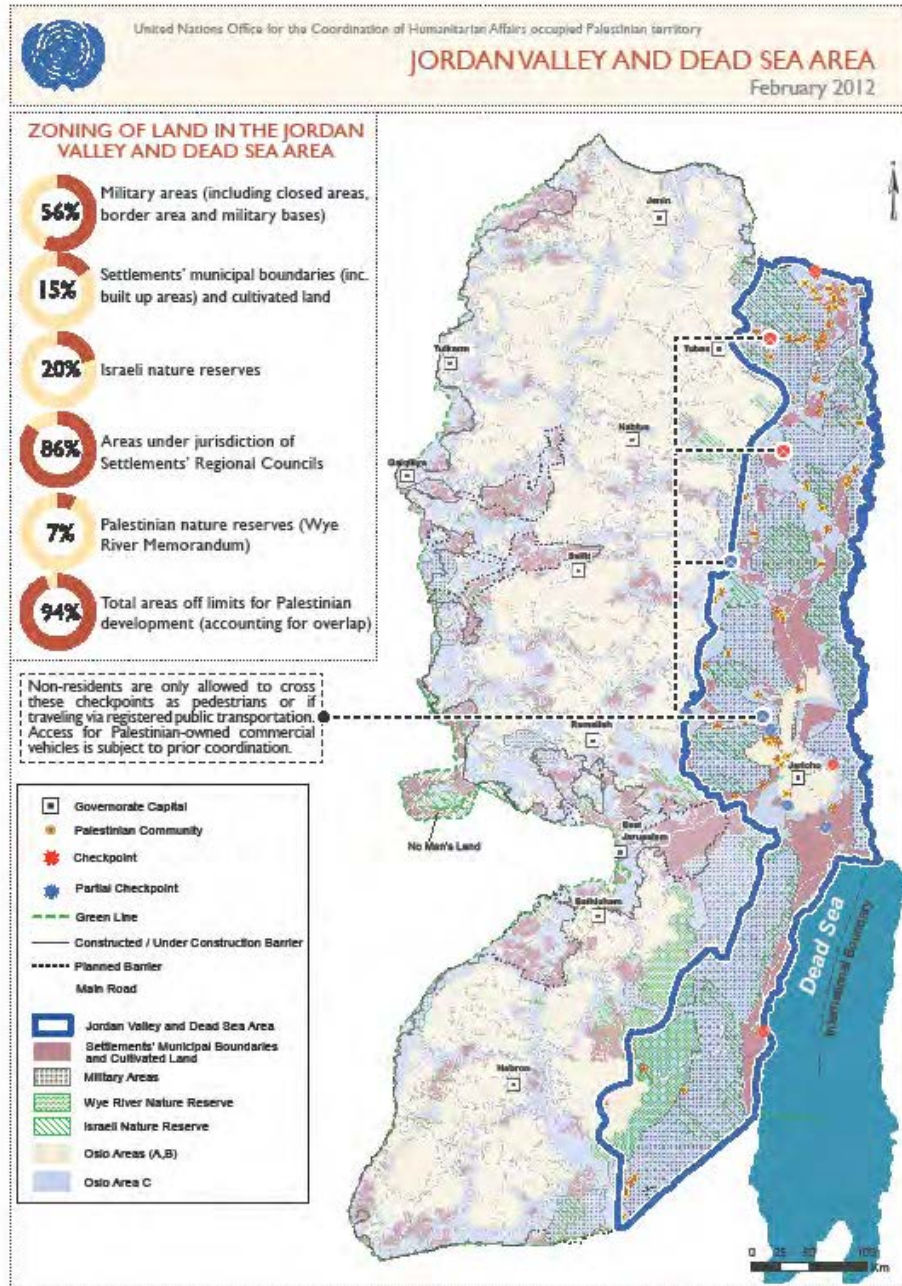 United Nations Office for the Coordination of Humanitarian Affairs occupied Palestinian territory
JORDAN VALLEY AND DEAD SEA AREA
February 2012
ZONING OF LAND IN THE JORDAN
VALLEY AND DEAD SEA AREA
56%
Military areas (including closed areas,
border area and military bases)
15%
Settlements' municipal boundaries (inc.
built up areas) and cultivated land
20%
Israeli nature reserves
86%
Areas under jurisdiction of
Settlements' Regional Councils
7%
Palestinian nature reserves (Wye
River Memorandum)
94%
Total areas off limits for Palestinian
development (accounting for overlap)
Non-residents are only allowed to cross
these checkpoints as pedestrians or if
traveling via registered public transportation.
Access for Palestinian-owned commercial
vehicles is subject to prior coordination.
Governorate Capital
Palestinian Community
Checkpoint
Partial Checkpoint
Green Line
Constructed / Under Construction Barrier
Planned Barrier
Main Road
Jordan Valley and Dead Sea Area
Settlements' Municipal Boundaries
and Cultivated Land
Military Areas
Wye River Nature Reserve
Israeli Nature Reserve
Oslo Areas (A,B)
Oslo Area C
Jenin
Tubas
Tulkarm
Nablus
Qalqiliya
Salfit
Ramallah
Jericho
East
Jerusalem
No Man's Land
Bethlehem
Hebron
Dead Sea
International Boundary
0
Km